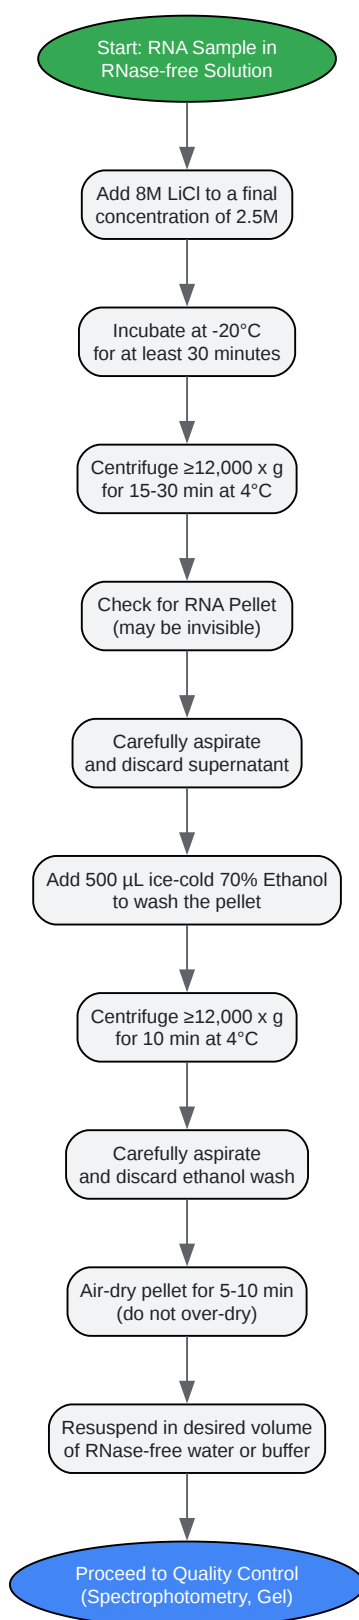 Start: RNA Sample in
RNase-free Solution
Add 8M LiCl to a final
concentration of 2.5M
Incubate at -20°C
for at least 30 minutes
Centrifuge ≥12,000 x g
for 15-30 min at 4°C
Check for RNA Pellet
(may be invisible)
Carefully aspirate
and discard supernatant
Add 500 µL ice-cold 70% Ethanol
to wash the pellet
Centrifuge ≥12,000 x g
for 10 min at 4°C
Carefully aspirate
and discard ethanol wash
Air-dry pellet for 5-10 min
(do not over-dry)
Resuspend in desired volume
of RNase-free water or buffer
Proceed to Quality Control
(Spectrophotometry, Gel)